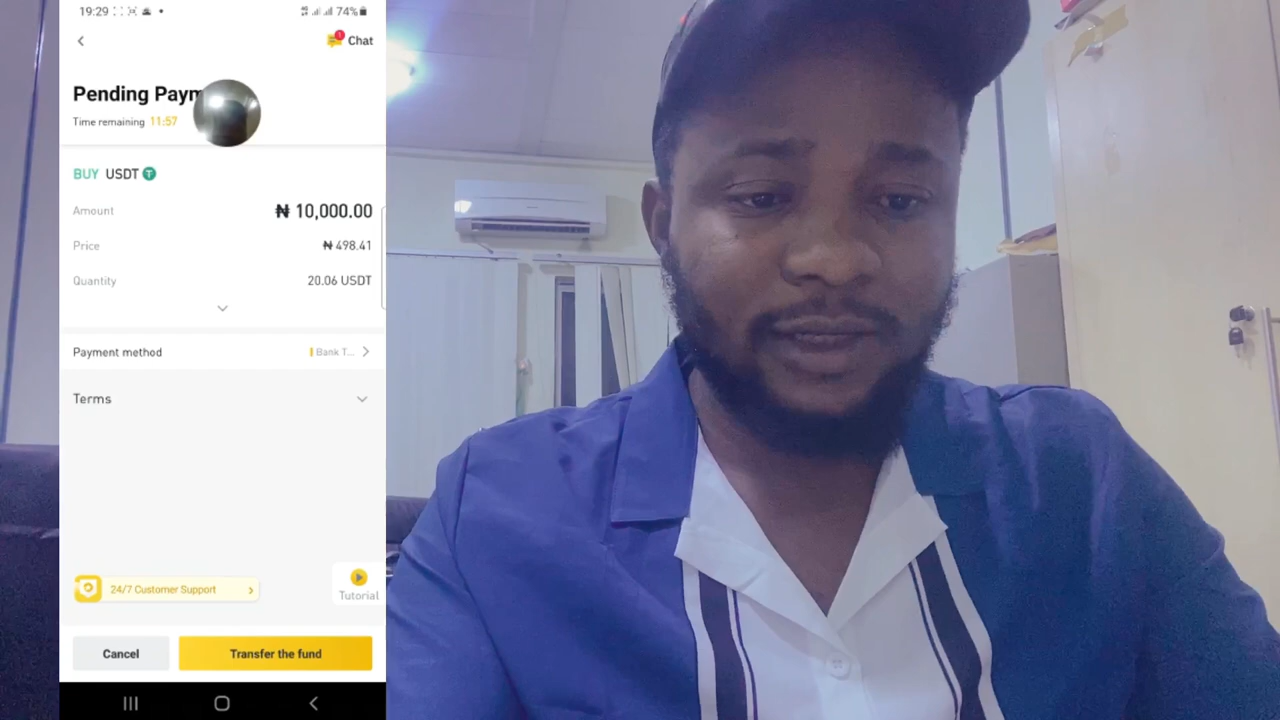 19:29 74%
Chat
Pending Paym
Time remaining 11:57
BUY USDT
Amount ₦ 10,000.00
Price ₦ 498.41
Quantity 20.06 USDT
Payment method Bank T...
Terms
24/7 Customer Support
Tutorial
Cancel Transfer the fund